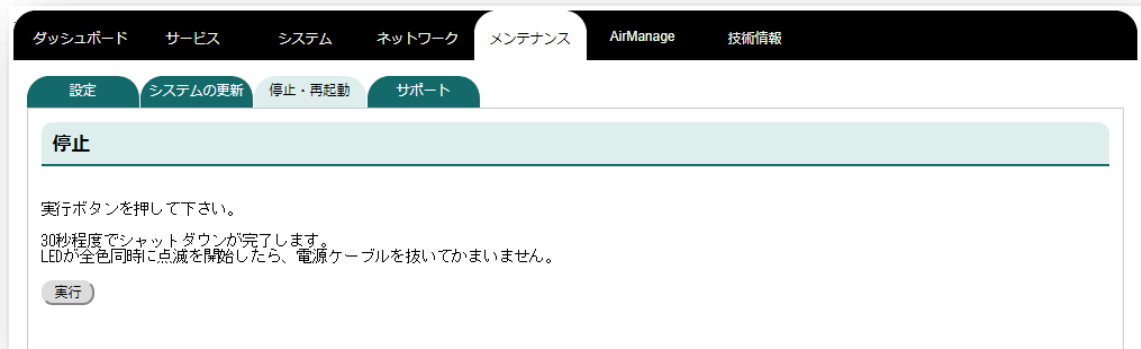 ダッシュボード サービス システム ネットワーク メンテナンス AirManage 技術情報
設定 システムの更新 停止・再起動 サポート
停止
実行ボタンを押して下さい。
30秒程度でシャットダウンが完了します。
LEDが全色同時に点滅を開始したら、電源ケーブルを抜いてかまいません。
実行